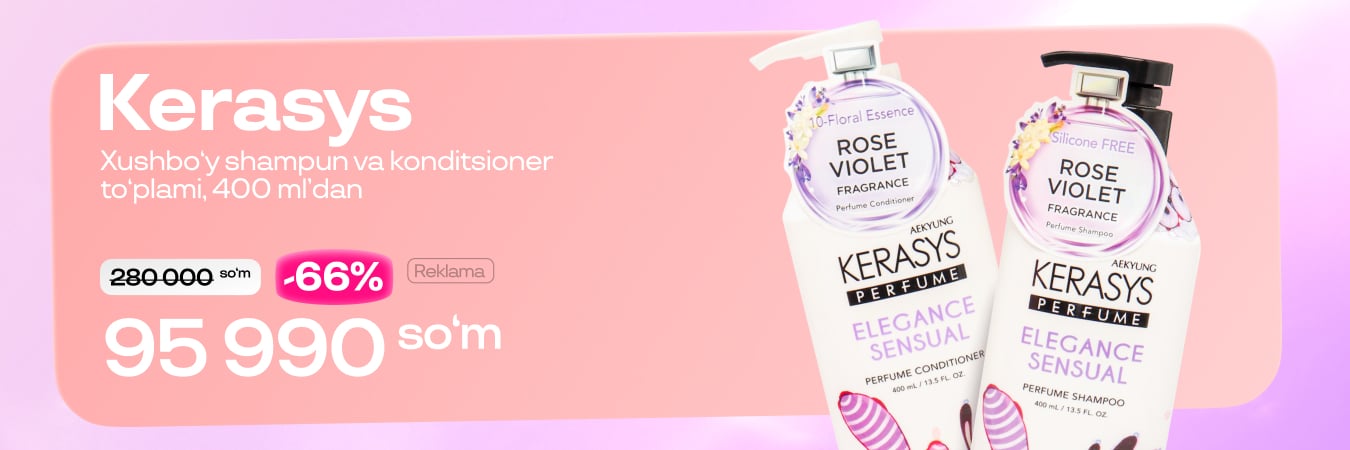 Kerasys
Xushbo‘y shampun va konditsioner
to‘plami, 400 ml’dan
280 000 so‘m
-66%
Reklama
95 990 so‘m
10-Floral Essence
ROSE
VIOLET
FRAGRANCE
Perfume Conditioner
AEKYUNG
KERASYS
PERFUME
ELEGANCE
SENSUAL
PERFUME CONDITIONER
400 mL / 13.5 FL. OZ.
Silicone FREE
ROSE
VIOLET
FRAGRANCE
Perfume Shampoo
AEKYUNG
KERASYS
PERFUME
ELEGANCE
SENSUAL
PERFUME SHAMPOO
400 mL / 13.5 FL. OZ.